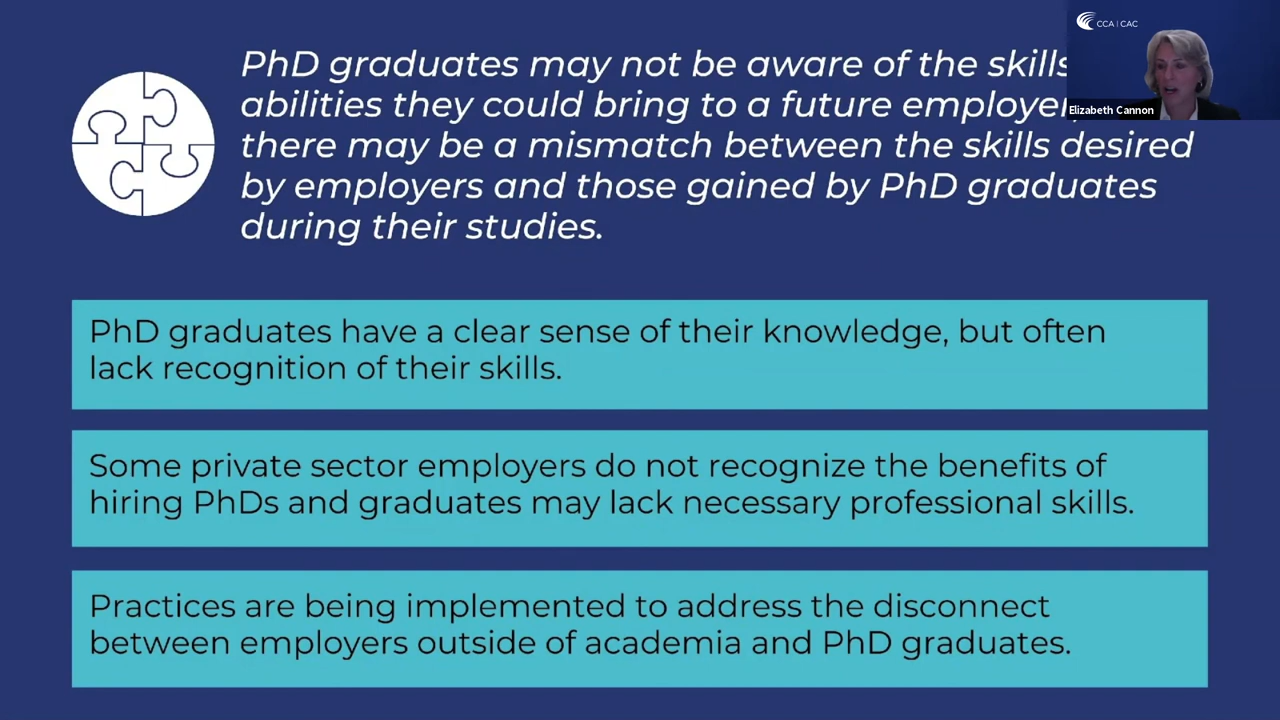 PhD graduates may not be aware of the skills
abilities they could bring to a future employer,
there may be a mismatch between the skills desired
by employers and those gained by PhD graduates
during their studies.
CCA | CAC
Elizabeth Cannon
PhD graduates have a clear sense of their knowledge, but often
lack recognition of their skills.
Some private sector employers do not recognize the benefits of
hiring PhDs and graduates may lack necessary professional skills.
Practices are being implemented to address the disconnect
between employers outside of academia and PhD graduates.